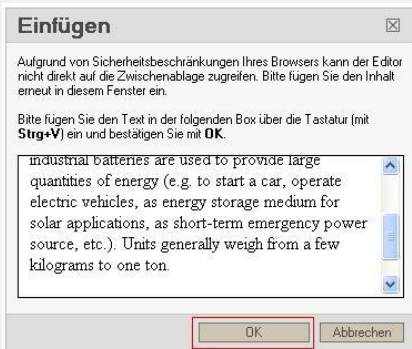 Einfügen
Aufgrund von Sicherheitsbeschränkungen Ihres Browsers kann der Editor
nicht direkt auf die Zwischenablage zugreifen. Bitte fügen Sie den Inhalt
erneut in diesem Fenster ein.
Bitte fügen Sie den Text in der folgenden Box über die Tastatur (mit
Strg+V) ein und bestätigen Sie mit OK.
industrial batteries are used to provide large
quantities of energy (e.g. to start a car, operate
electric vehicles, as energy storage medium for
solar applications, as short-term emergency power
source, etc.). Units generally weigh from a few
kilograms to one ton.
OK
Abbrechen